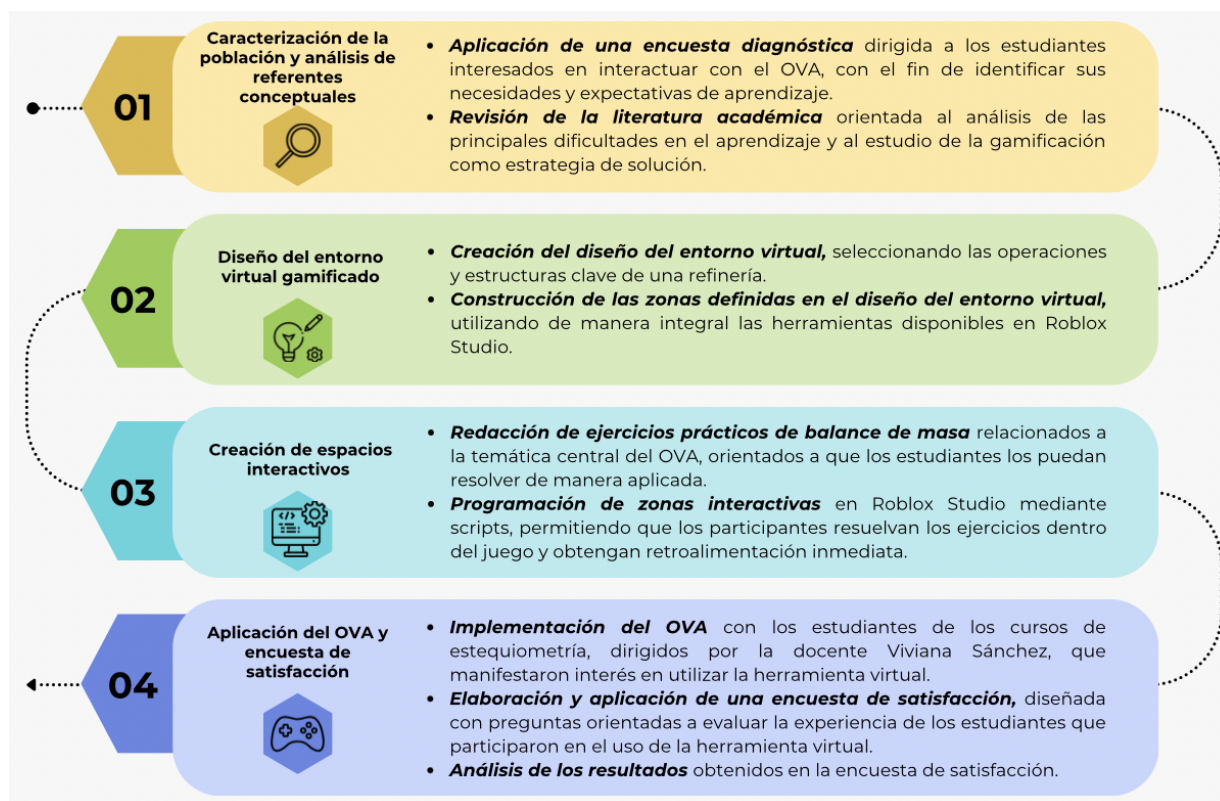 01
Caracterización de la
población y análisis de
referentes
conceptuales
• Aplicación de una encuesta diagnóstica dirigida a los estudiantes
interesados en interactuar con el OVA, con el fin de identificar sus
necesidades y expectativas de aprendizaje.
• Revisión de la literatura académica orientada al análisis de las
principales dificultades en el aprendizaje y al estudio de la gamificación
como estrategia de solución.
02
Diseño del entorno
virtual gamificado
• Creación del diseño del entorno virtual, seleccionando las operaciones
y estructuras clave de una refinería.
• Construcción de las zonas definidas en el diseño del entorno virtual,
utilizando de manera integral las herramientas disponibles en Roblox
Studio.
03
Creación de espacios
interactivos
</>
• Redacción de ejercicios prácticos de balance de masa relacionados a
la temática central del OVA, orientados a que los estudiantes los puedan
resolver de manera aplicada.
• Programación de zonas interactivas en Roblox Studio mediante
scripts, permitiendo que los participantes resuelvan los ejercicios dentro
del juego y obtengan retroalimentación inmediata.
04
Aplicación del OVA y
encuesta de
satisfacción
• Implementación del OVA con los estudiantes de los cursos de
estequiometría, dirigidos por la docente Viviana Sánchez, que
manifestaron interés en utilizar la herramienta virtual.
• Elaboración y aplicación de una encuesta de satisfacción, diseñada
con preguntas orientadas a evaluar la experiencia de los estudiantes que
participaron en el uso de la herramienta virtual.
• Análisis de los resultados obtenidos en la encuesta de satisfacción.